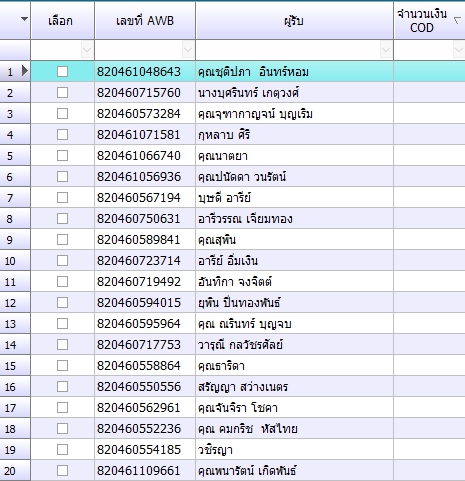 เลือก เลขที่ AWB ผู้รับ จำนวนเงิน COD
1 820461048643 คุณชุติปภา อินทร์หอม
2 820460715760 นางบุศรินทร์ เกตุวงศ์
3 820460573284 คุณจุฑากาญจน์ บุญเริ่ม
4 820461071581 กุหลาบ ศิริ
5 820461066740 คุณนาตยา
6 820461056936 คุณปนัดดา วนรัตน์
7 820460567194 บุษดี อารีย์
8 820460750631 อารีวรรณ เจียมทอง
9 820460589841 คุณสุพิน
10 820460723714 อารีย์ อิ่มเงิน
11 820460719492 อันทิกา จงจิตต์
12 820460594015 ยุพิน ปิ่นทองพันธ์
13 820460595964 คุณ ณรินทร์ บุญจบ
14 820460717753 วารุณี กลวัชรศัลย์
15 820460558864 คุณธาริดา
16 820460550556 สรัญญา สว่างเนตร
17 820460562961 คุณจันจิรา โชคา
18 820460552236 คุณ คมกริช หัสไทย
19 820460554185 วชิรญา
20 820461109661 คุณพนารัตน์ เกิดพันธ์